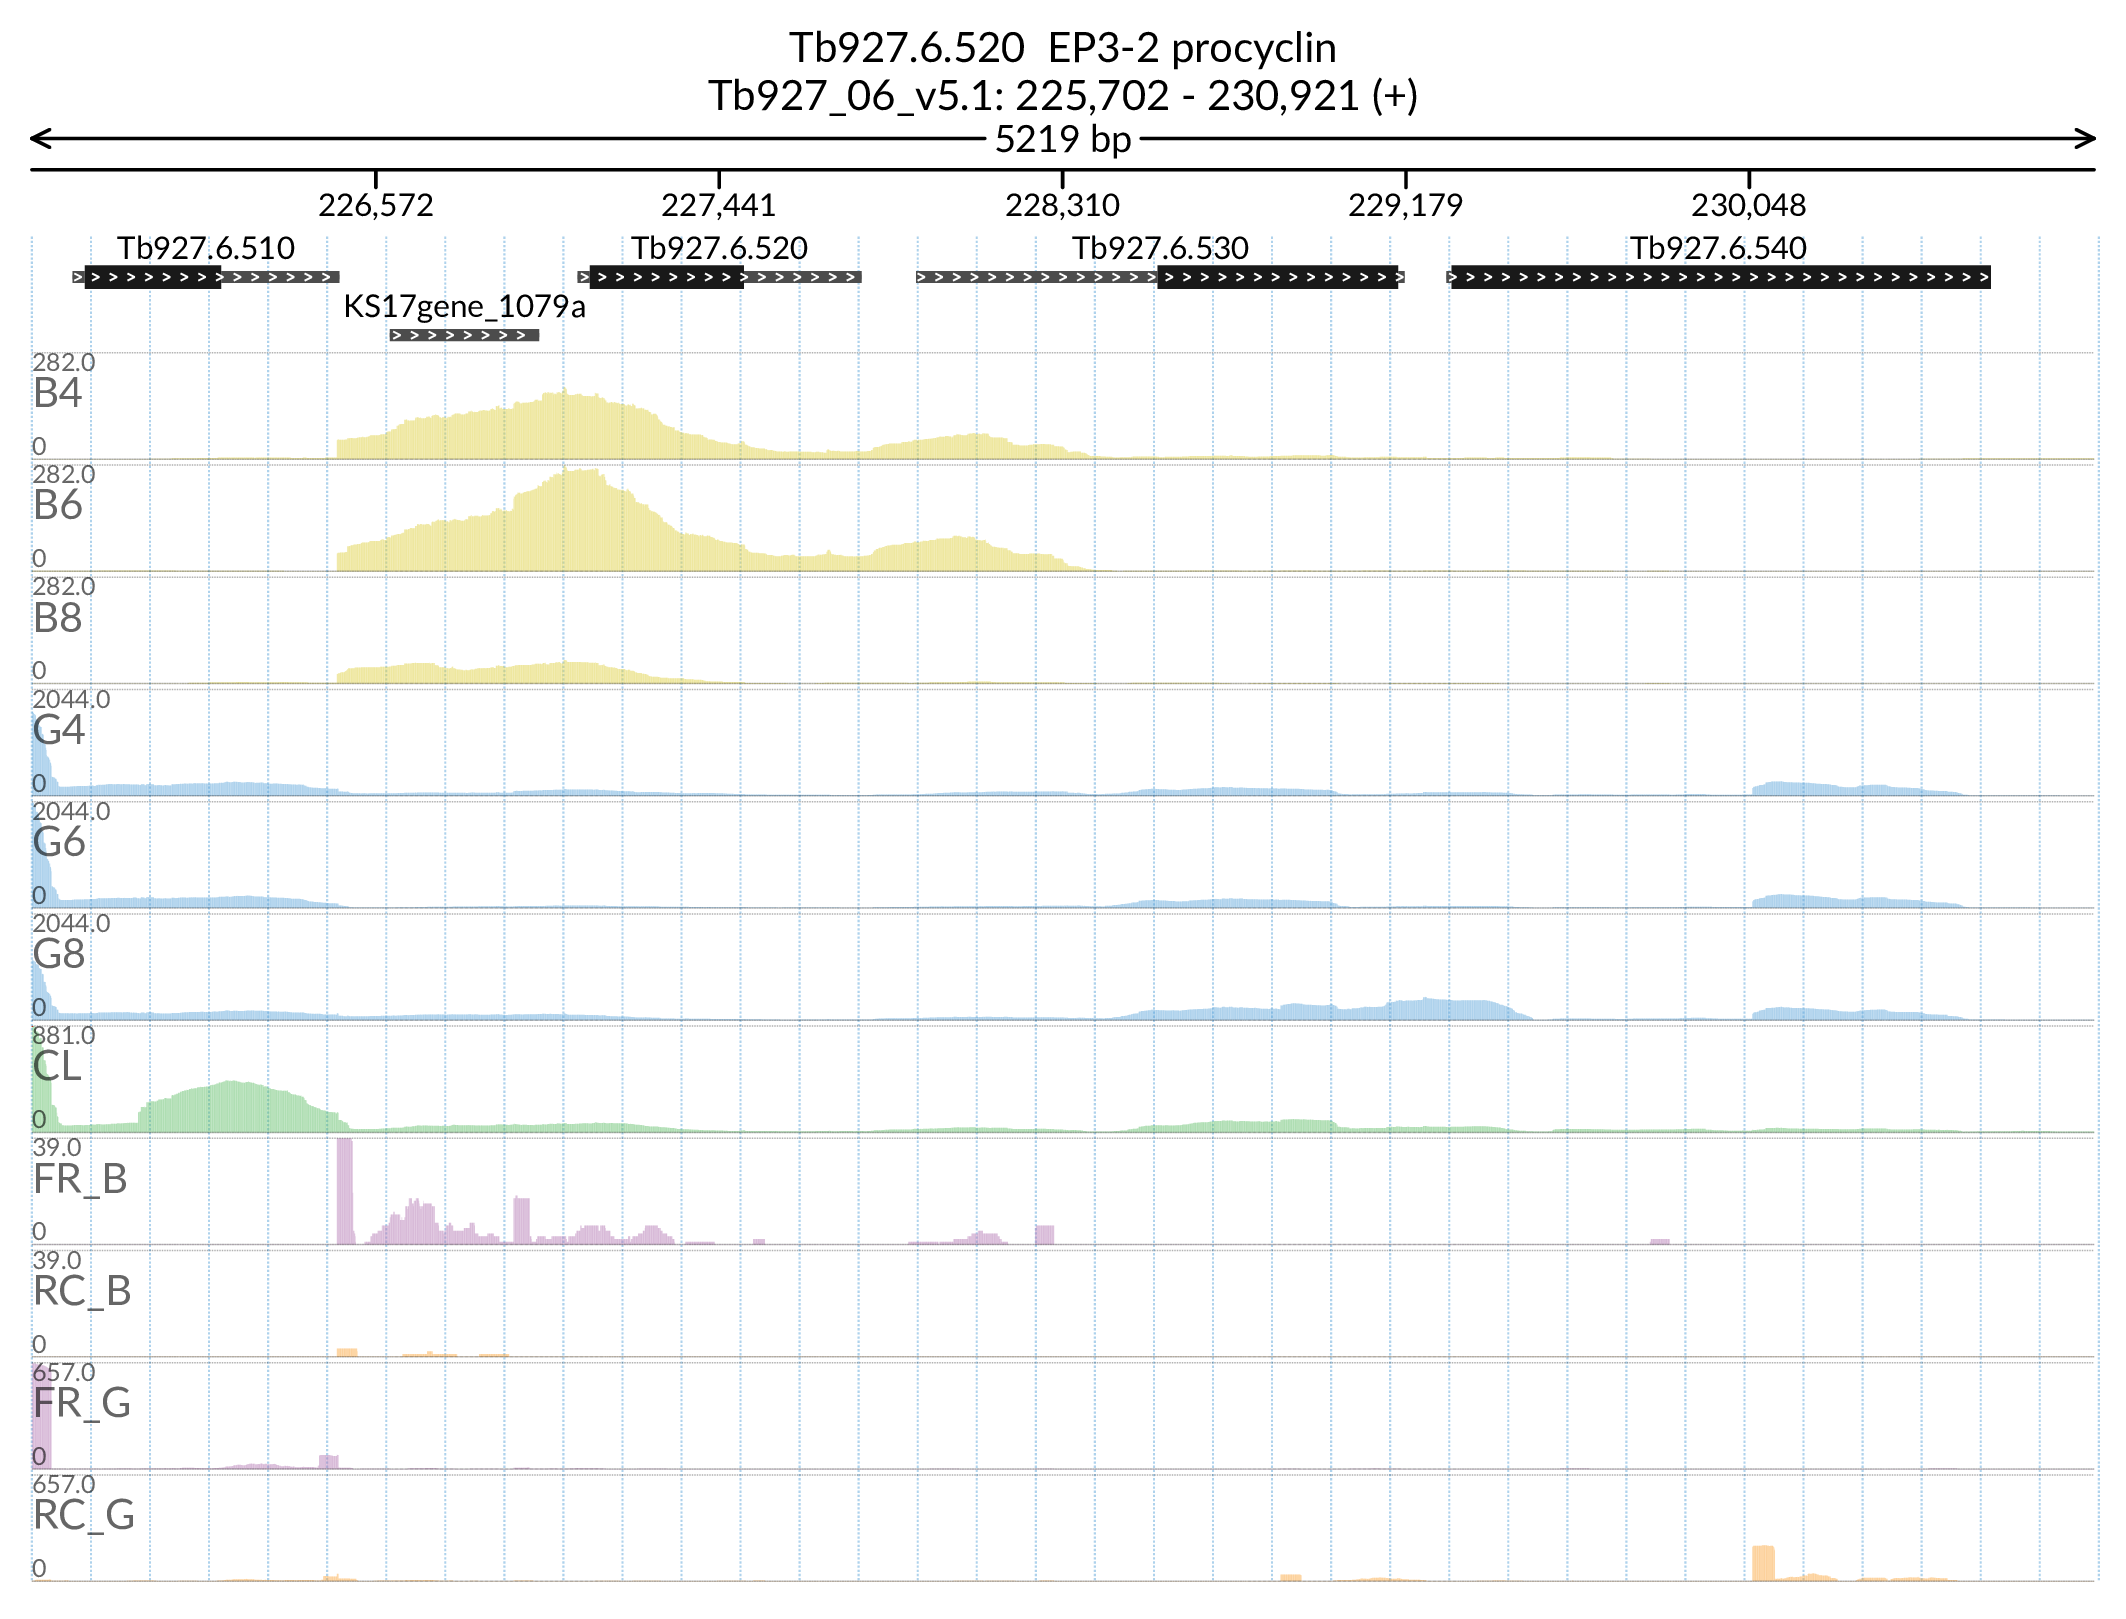 Tb927.6.520  EP3-2 procyclin
Tb927_06_v5.1: 225,702 - 230,921 (+)
5219 bp
226,572 227,441 228,310 229,179 230,048
Tb927.6.510 Tb927.6.520 Tb927.6.530 Tb927.6.540
KS17gene_1079a
282.0
B4
0
282.0
B6
0
282.0
B8
0
2044.0
G4
0
2044.0
G6
0
2044.0
G8
0
881.0
CL
0
39.0
FR_B
0
39.0
RC_B
0
657.0
FR_G
0
657.0
RC_G
0